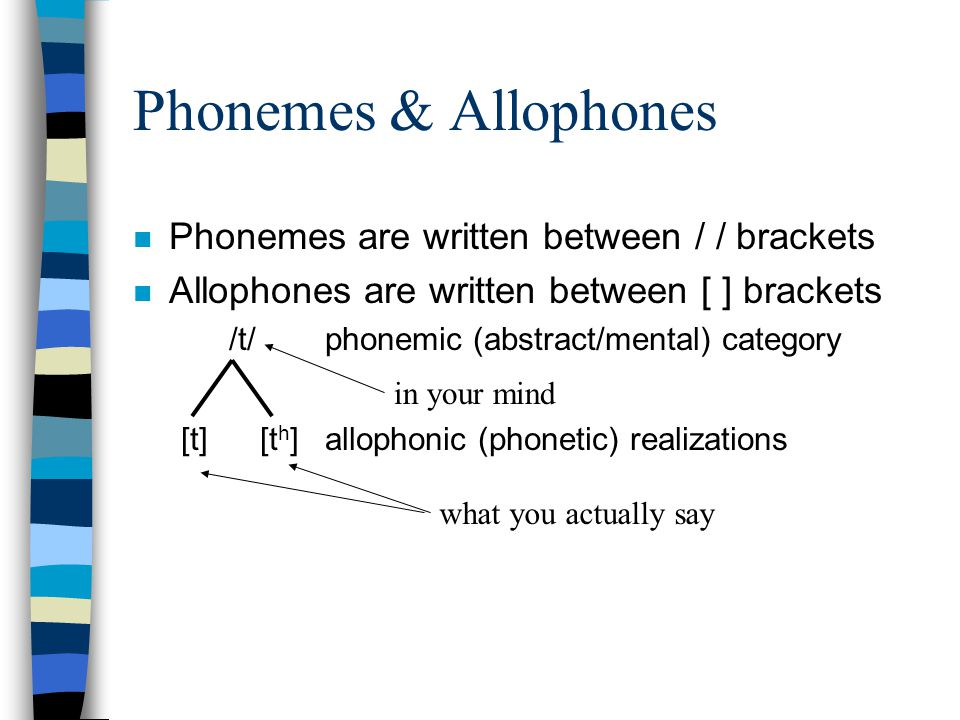 Phonemes & Allophones
Phonemes are written between / / brackets
Allophones are written between [ ] brackets
/t/ phonemic (abstract/mental) category
in your mind
[t] [tʰ] allophonic (phonetic) realizations
what you actually say